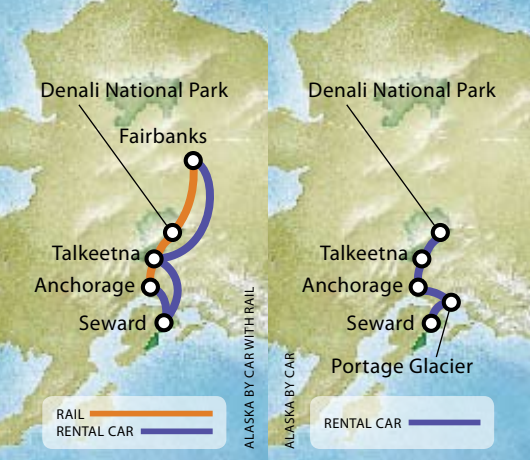 Denali National Park
Fairbanks
Talkeetna
Anchorage
Seward
RAIL
RENTAL CAR
ALASKA BY CAR WITH RAIL
Denali National Park
Talkeetna
Anchorage
Seward
Portage Glacier
RENTAL CAR
ALASKA BY CAR